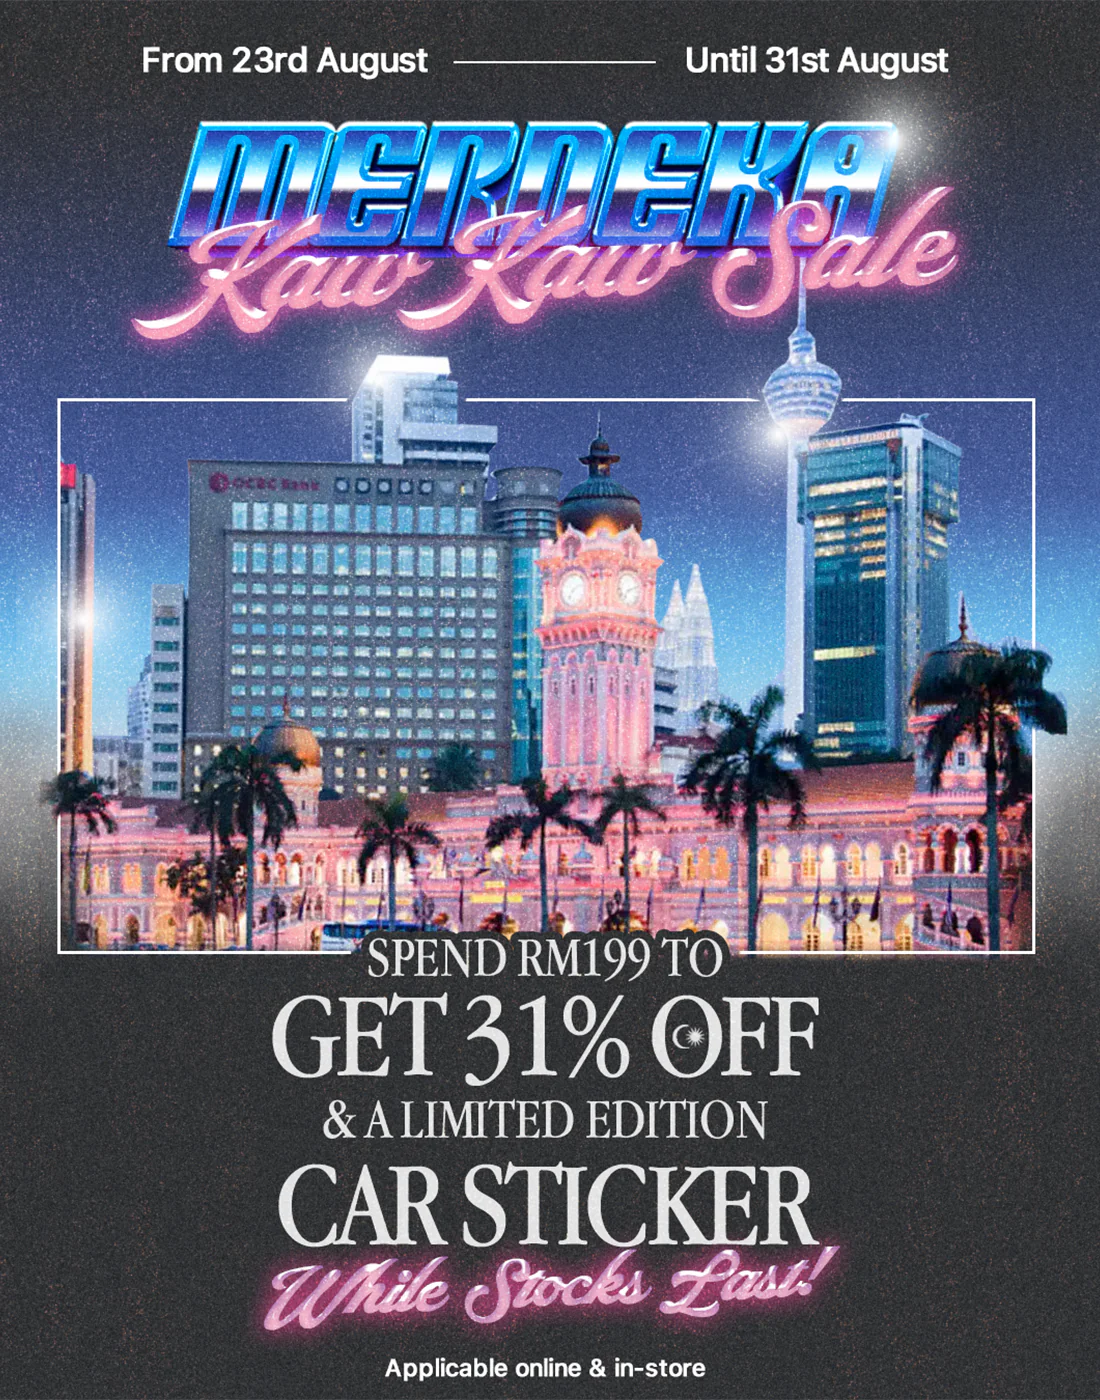 From 23rd August
Until 31st August
MERDEKA
Kaw Kaw Sale
OCBC Bank
SPEND RM199 TO
GET 31% OFF
& A LIMITED EDITION
CAR STICKER
While Stocks Last!
Applicable online & in-store